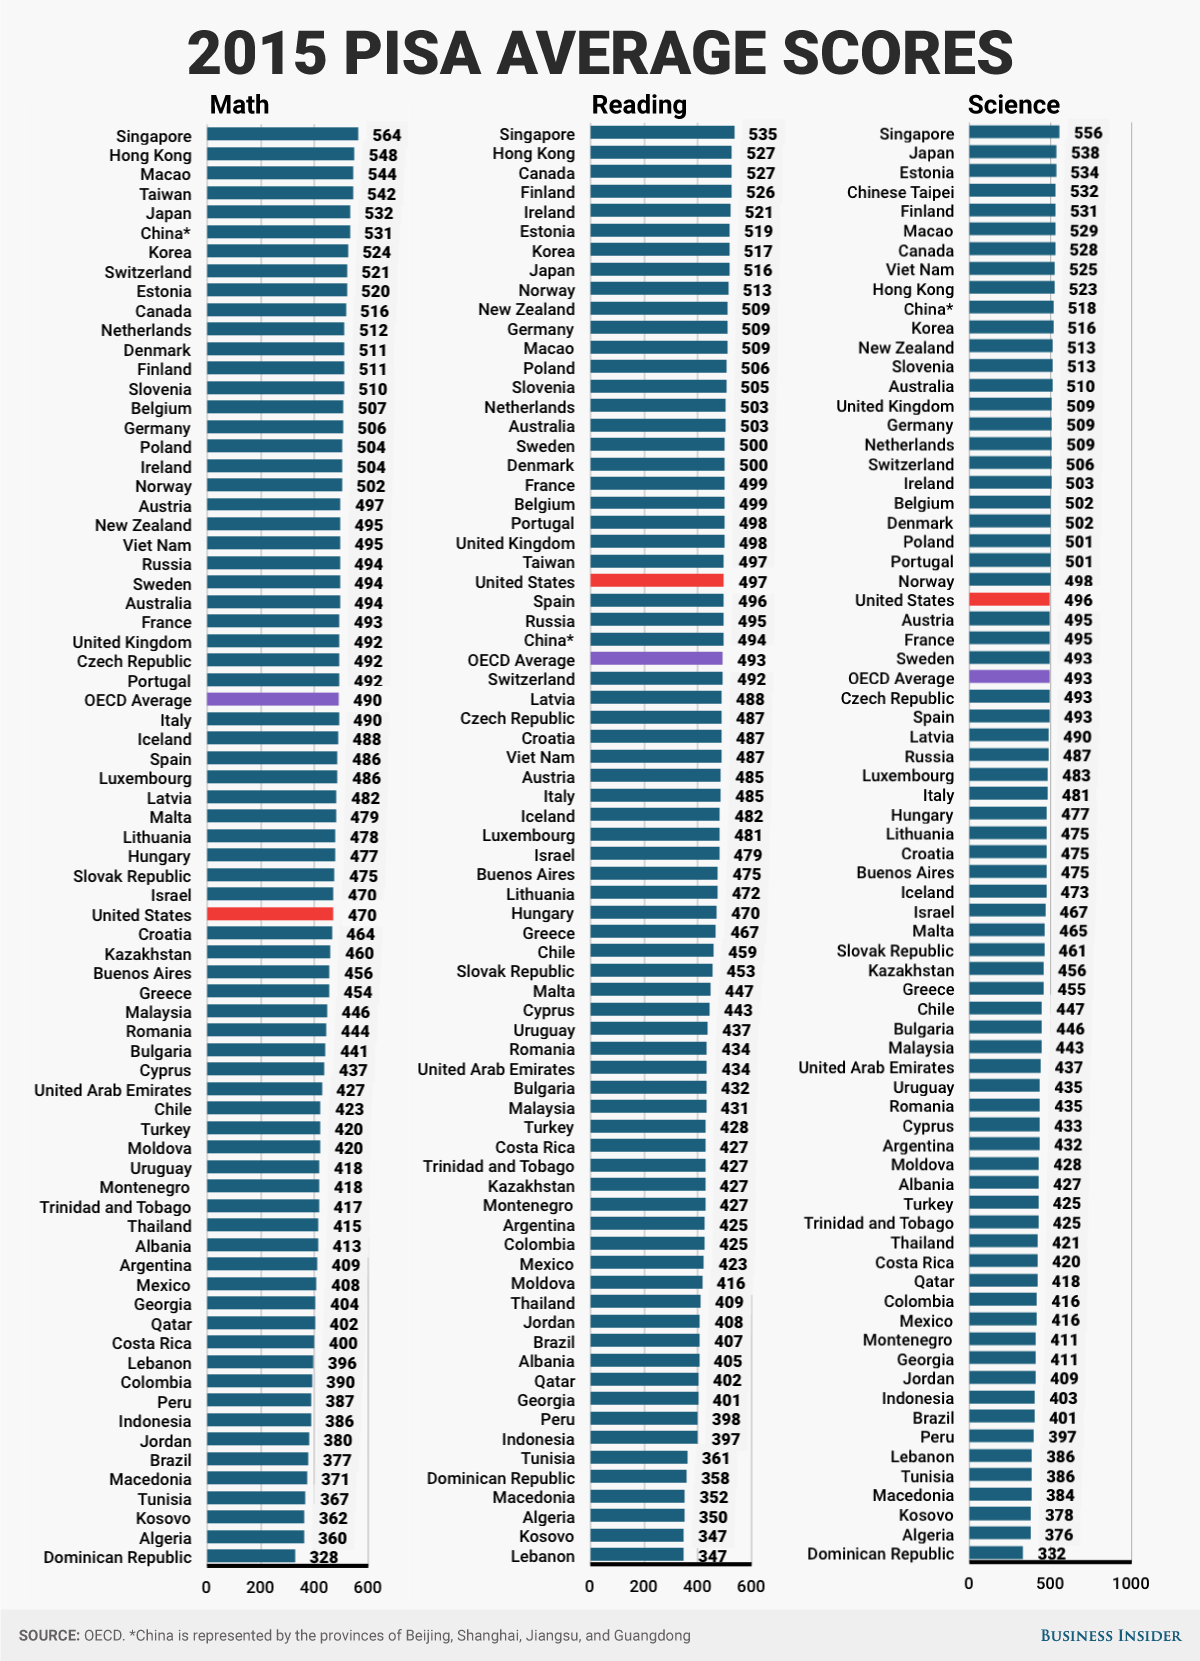 2015 PISA AVERAGE SCORES
Math
Singapore 564
Hong Kong 548
Macao 544
Taiwan 542
Japan 532
China* 531
Korea 524
Switzerland 521
Estonia 520
Canada 516
Netherlands 512
Denmark 511
Finland 511
Slovenia 510
Belgium 507
Germany 506
Poland 504
Ireland 504
Norway 502
Austria 497
New Zealand 495
Viet Nam 495
Russia 494
Sweden 494
Australia 494
France 493
United Kingdom 492
Czech Republic 492
Portugal 492
OECD Average 490
Italy 490
Iceland 488
Spain 486
Luxembourg 486
Latvia 482
Malta 479
Lithuania 478
Hungary 477
Slovak Republic 475
Israel 470
United States 470
Croatia 464
Kazakhstan 460
Buenos Aires 456
Greece 454
Malaysia 446
Romania 444
Bulgaria 441
Cyprus 437
United Arab Emirates 427
Chile 423
Turkey 420
Moldova 420
Uruguay 418
Montenegro 418
Trinidad and Tobago 417
Thailand 415
Albania 413
Argentina 409
Mexico 408
Georgia 404
Qatar 402
Costa Rica 400
Lebanon 396
Colombia 390
Peru 387
Indonesia 386
Jordan 380
Brazil 377
Macedonia 371
Tunisia 367
Kosovo 362
Algeria 360
Dominican Republic 328
0 200 400 600
Reading
Singapore 535
Hong Kong 527
Canada 527
Finland 526
Ireland 521
Estonia 519
Korea 517
Japan 516
Norway 513
New Zealand 509
Germany 509
Macao 509
Poland 506
Slovenia 505
Netherlands 503
Australia 503
Sweden 500
Denmark 500
France 499
Belgium 499
Portugal 498
United Kingdom 498
Taiwan 497
United States 497
Spain 496
Russia 495
China* 494
OECD Average 493
Switzerland 492
Latvia 488
Czech Republic 487
Croatia 487
Viet Nam 487
Austria 485
Italy 485
Iceland 482
Luxembourg 481
Israel 479
Buenos Aires 475
Lithuania 472
Hungary 470
Greece 467
Chile 459
Slovak Republic 453
Malta 447
Cyprus 443
Uruguay 437
Romania 434
United Arab Emirates 434
Bulgaria 432
Malaysia 431
Turkey 428
Costa Rica 427
Trinidad and Tobago 427
Kazakhstan 427
Montenegro 427
Argentina 425
Colombia 425
Mexico 423
Moldova 416
Thailand 409
Jordan 408
Brazil 407
Albania 405
Qatar 402
Georgia 401
Peru 398
Indonesia 397
Tunisia 361
Dominican Republic 358
Macedonia 352
Algeria 350
Kosovo 347
Lebanon 347
0 200 400 600
Science
Singapore 556
Japan 538
Estonia 534
Chinese Taipei 532
Finland 531
Macao 529
Canada 528
Viet Nam 525
Hong Kong 523
China* 518
Korea 516
New Zealand 513
Slovenia 513
Australia 510
United Kingdom 509
Germany 509
Netherlands 509
Switzerland 506
Ireland 503
Belgium 502
Denmark 502
Poland 501
Portugal 501
Norway 498
United States 496
Austria 495
France 495
Sweden 493
OECD Average 493
Czech Republic 493
Spain 493
Latvia 490
Russia 487
Luxembourg 483
Italy 481
Hungary 477
Lithuania 475
Croatia 475
Buenos Aires 475
Iceland 473
Israel 467
Malta 465
Slovak Republic 461
Kazakhstan 456
Greece 455
Chile 447
Bulgaria 446
Malaysia 443
United Arab Emirates 437
Uruguay 435
Romania 435
Cyprus 433
Argentina 432
Moldova 428
Albania 427
Turkey 425
Trinidad and Tobago 425
Thailand 421
Costa Rica 420
Qatar 418
Colombia 416
Mexico 416
Montenegro 411
Georgia 411
Jordan 409
Indonesia 403
Brazil 401
Peru 397
Lebanon 386
Tunisia 386
Macedonia 384
Kosovo 378
Algeria 376
Dominican Republic 332
0 500 1000
SOURCE: OECD. *China is represented by the provinces of Beijing, Shanghai, Jiangsu, and Guangdong
BUSINESS INSIDER